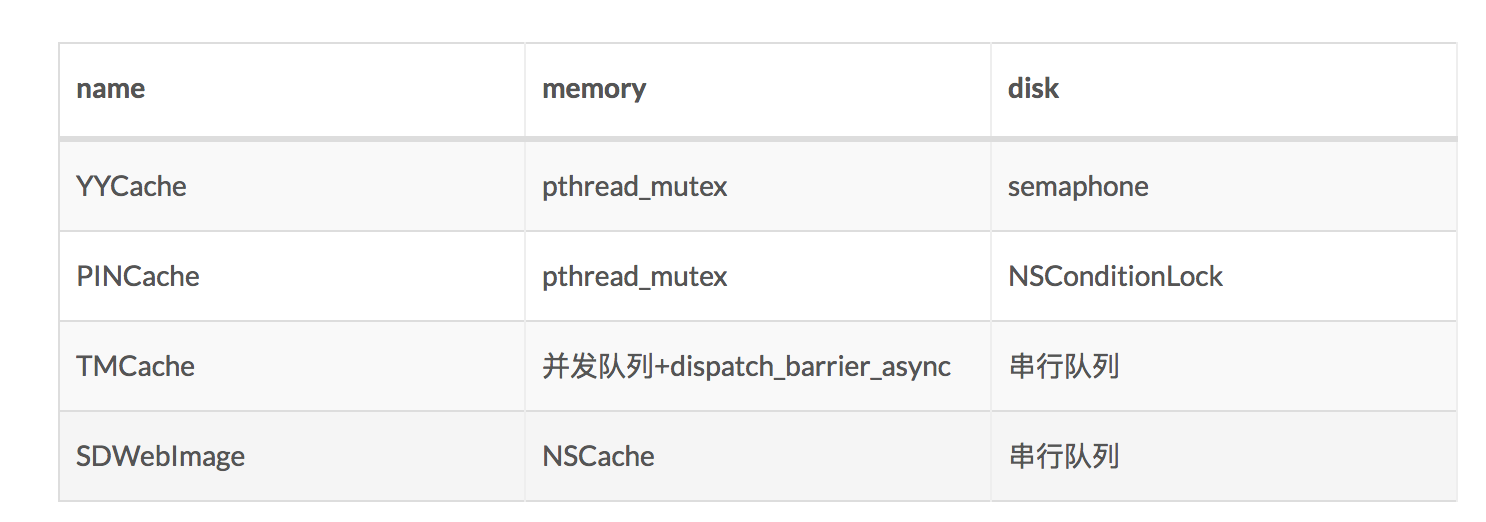 name memory disk
YYCache pthread_mutex semaphone
PINCache pthread_mutex NSConditionLock
TMCache 并发队列+dispatch_barrier_async 串行队列
SDWebImage NSCache 串行队列